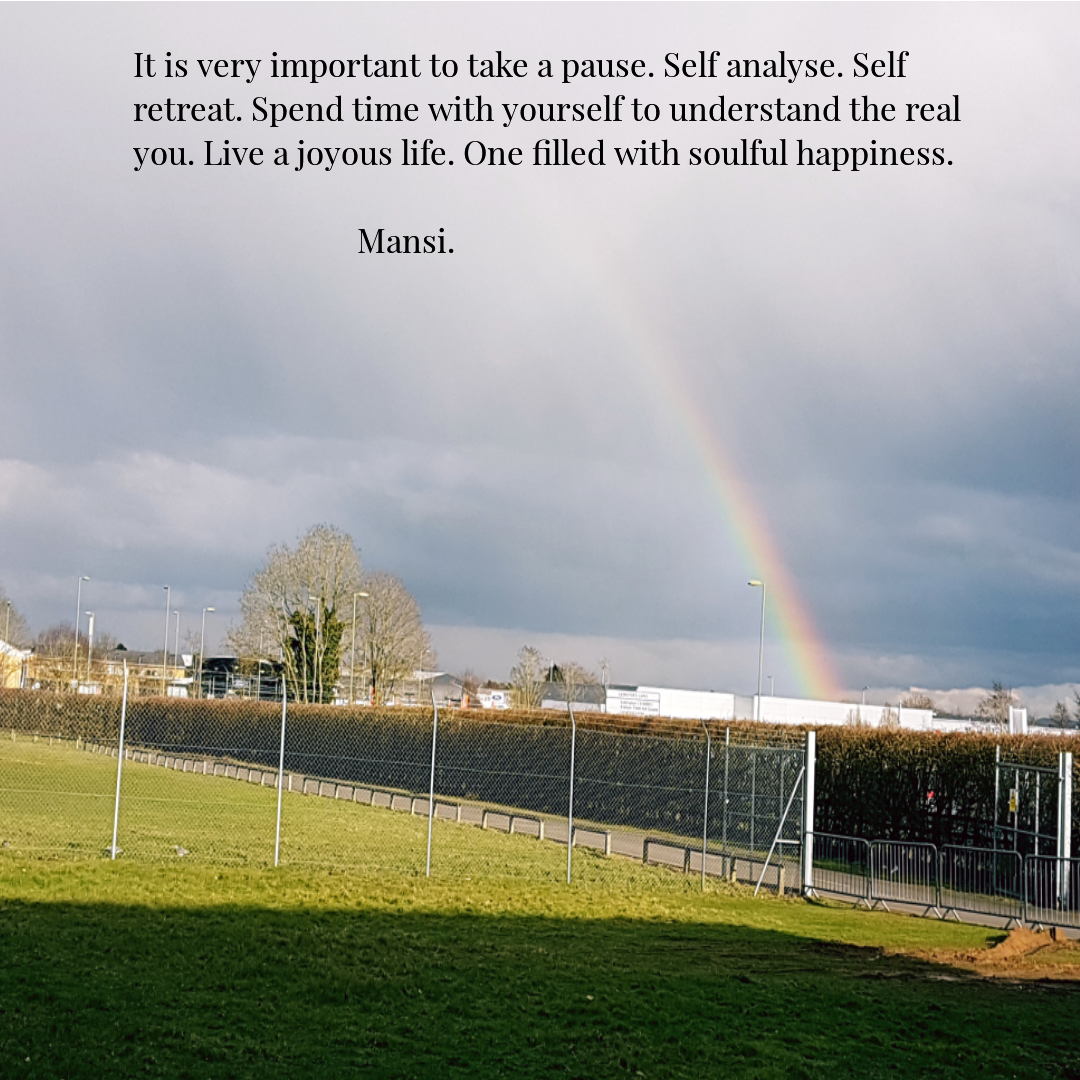 It is very important to take a pause. Self analyse. Self
retreat. Spend time with yourself to understand the real
you. Live a joyous life. One filled with soulful happiness.
Mansi.